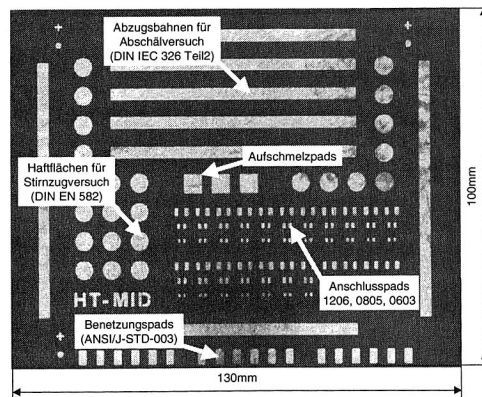 Abzugsbahnen für
Abschälversuch
(DIN IEC 326 Teil2)
Haftflächen für
Stirnzugversuch
(DIN EN 582)
Aufschmelzpads
Anschlusspads
1206, 0805, 0603
HT-MID
Benetzungspads
(ANSI/J-STD-003)
100mm
130mm